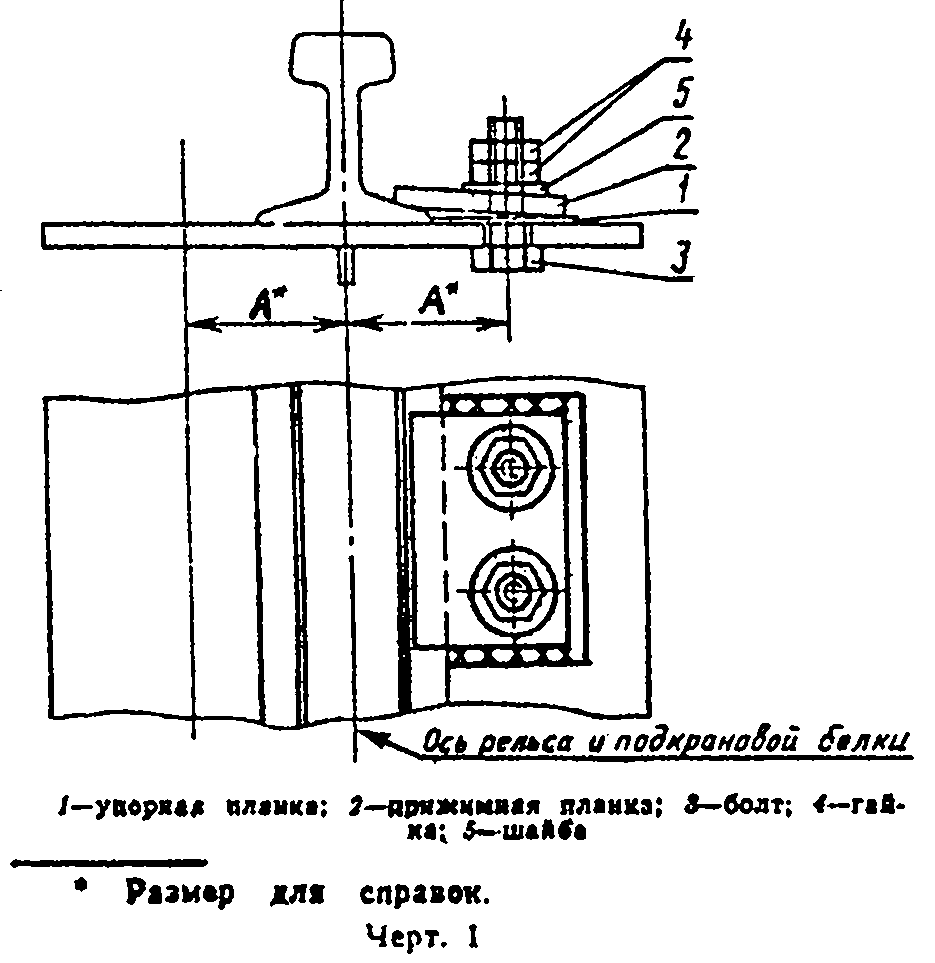 4
5
2
1
3
А* А*
Ось рельса и подкрановой балки
1—упорная планка; 2—прижимная планка; 3—болт; 4—гай-
ка; 5—шайба
* Размер для справок.
Черт. 1